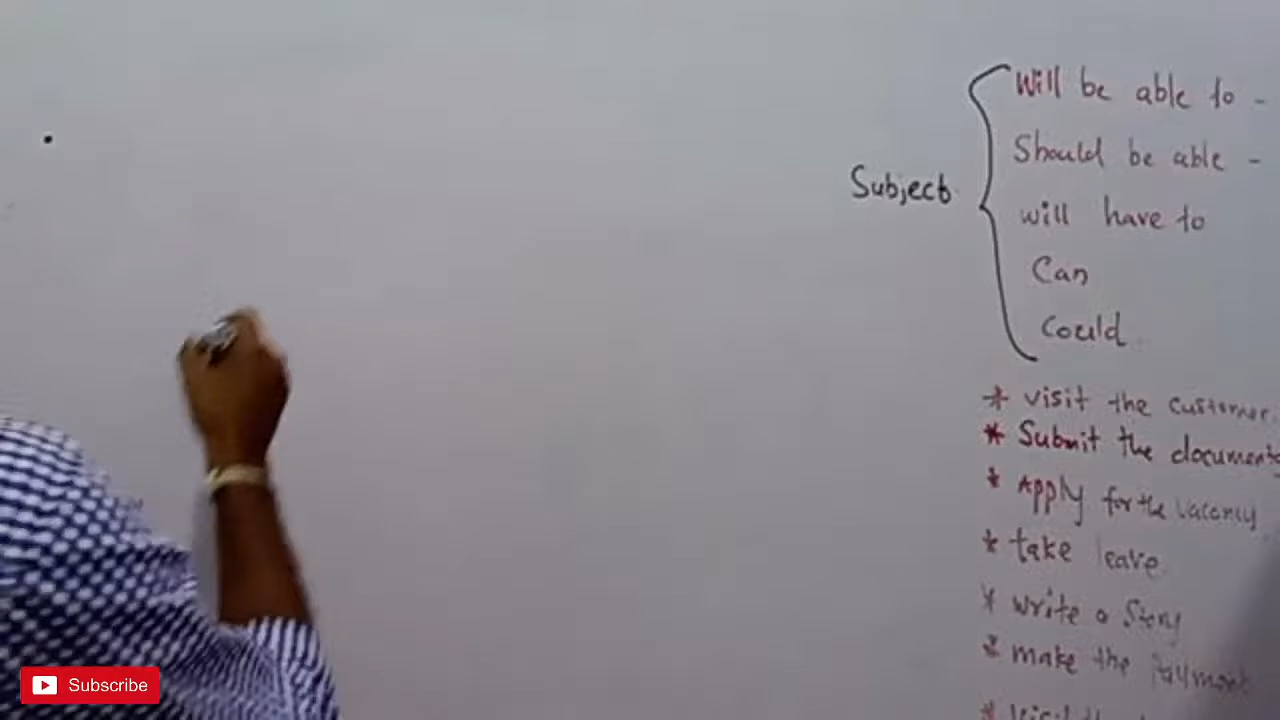 Will be able to -
Should be able -
Subject
will have to
Can
Could
* visit the customer.
* Submit the documents
* Apply for the vacancy
* take leave
* write a Story
* make the Payment
* Visit
Subscribe